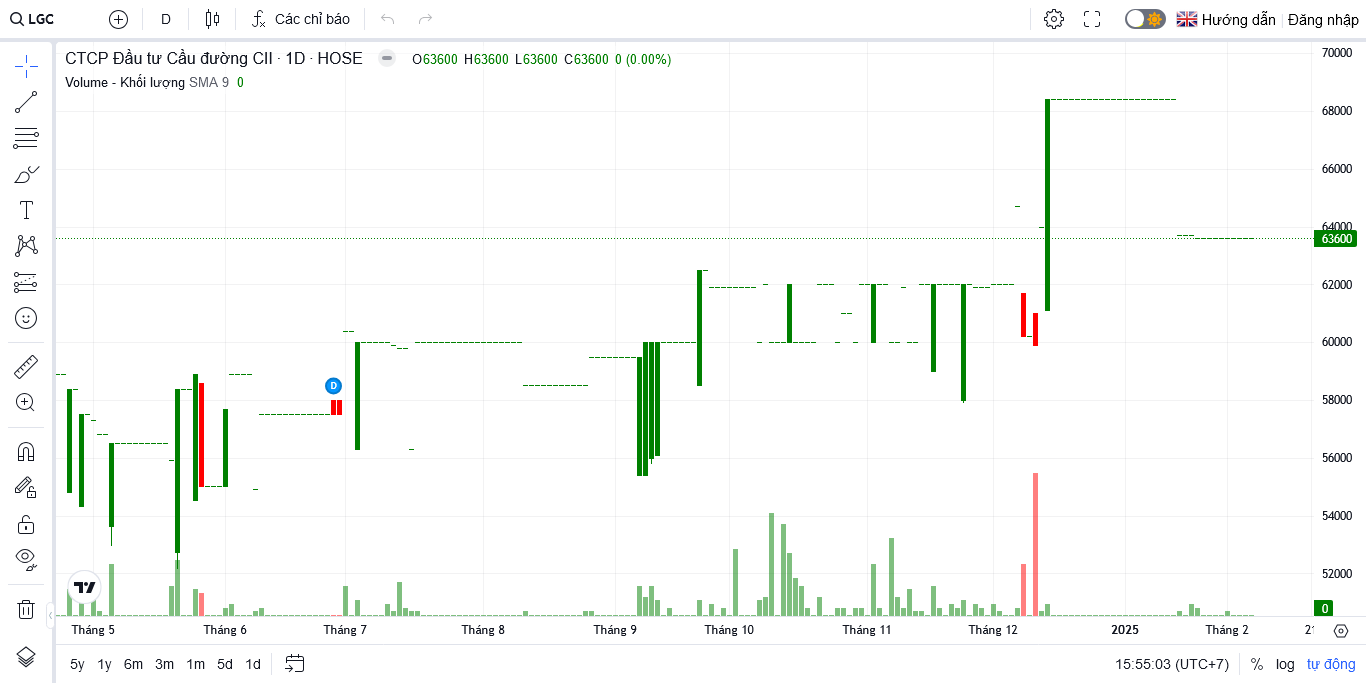 LGC D Các chỉ báo Hướng dẫn Đăng nhập
CTCP Đầu tư Cầu đường CII · 1D · HOSE O63600 H63600 L63600 C63600 0 (0.00%)
Volume - Khối lượng SMA 9 0
70000
68000
66000
64000
63600
62000
60000
D
58000
56000
54000
52000
0
Tháng 5 Tháng 6 Tháng 7 Tháng 8 Tháng 9 Tháng 10 Tháng 11 Tháng 12 2025 Tháng 2 21
5y 1y 6m 3m 1m 5d 1d 15:55:03 (UTC+7) % log tự động